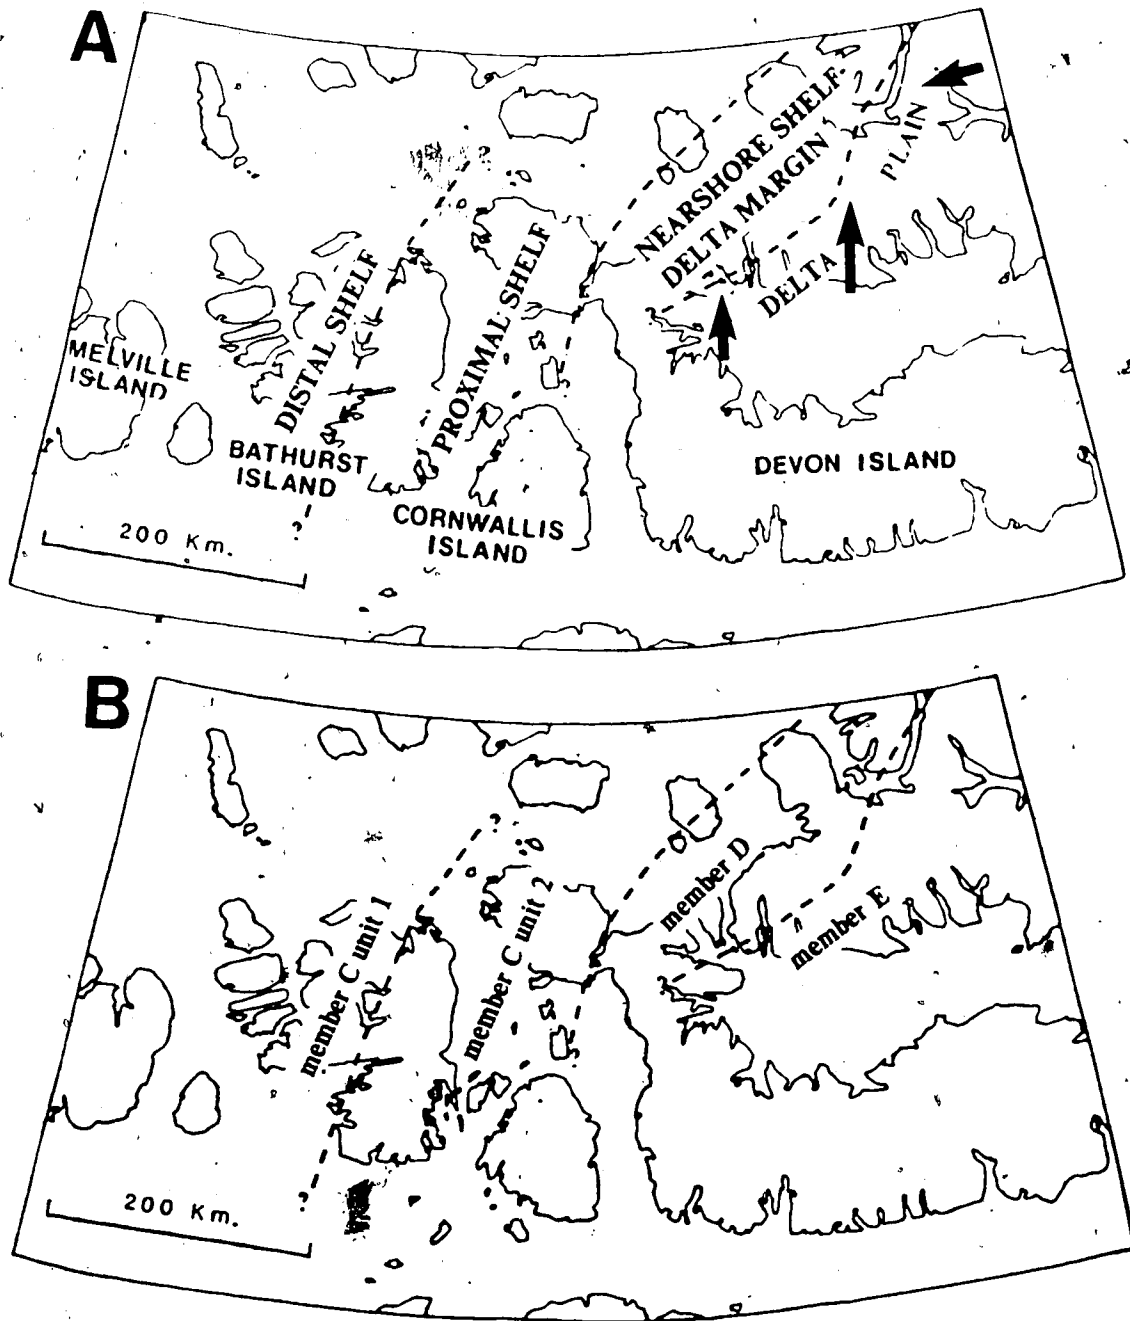 A
NEARSHORE SHELF
DELTA MARGIN
DELTA PLAIN
PROXIMAL SHELF
DISTAL SHELF
MELVILLE
ISLAND
BATHURST
ISLAND
CORNWALLIS
ISLAND
DEVON ISLAND
?
?
200 Km.
B
member C unit 1
member C unit 2
member D
member E
?
?
200 Km.